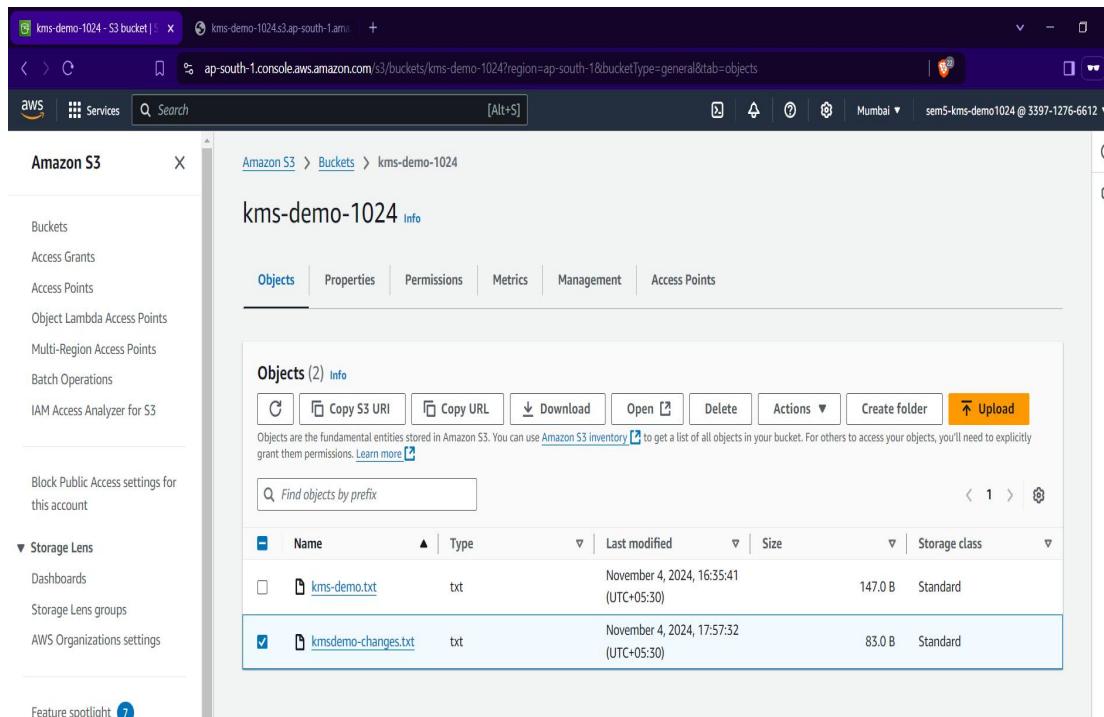 kms-demo-1024 - S3 bucket | S X kms-demo-1024.s3.ap-south-1.ama +
ap-south-1.console.aws.amazon.com/s3/buckets/kms-demo-1024?region=ap-south-1&bucketType=general&tab=objects
aws Services Search [Alt+S] Mumbai ▼ sem5-kms-demo1024 @ 3397-1276-6612
Amazon S3 X
Buckets
Access Grants
Access Points
Object Lambda Access Points
Multi-Region Access Points
Batch Operations
IAM Access Analyzer for S3
Block Public Access settings for
this account
▼ Storage Lens
Dashboards
Storage Lens groups
AWS Organizations settings
Feature spotlight 7
Amazon S3 > Buckets > kms-demo-1024
kms-demo-1024 Info
Objects Properties Permissions Metrics Management Access Points
Objects (2) Info
Copy S3 URI Copy URL Download Open Delete Actions ▼ Create folder Upload
Objects are the fundamental entities stored in Amazon S3. You can use Amazon S3 inventory to get a list of all objects in your bucket. For others to access your objects, you'll need to explicitly
grant them permissions. Learn more
Find objects by prefix < 1 >
Name Type Last modified Size Storage class
kms-demo.txt txt November 4, 2024, 16:35:41 147.0 B Standard
(UTC+05:30)
kmsdemo-changes.txt txt November 4, 2024, 17:57:32 83.0 B Standard
(UTC+05:30)